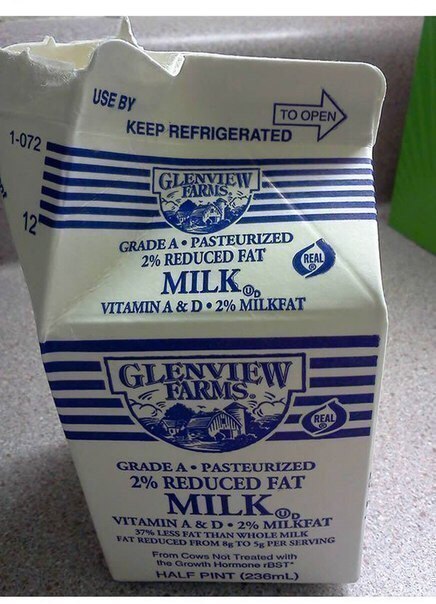 USE BY
TO OPEN
KEEP REFRIGERATED
1-072
12
GLENVIEW
FARMS
GRADE A • PASTEURIZED
2% REDUCED FAT
REAL
MILK UD
VITAMIN A & D • 2% MILKFAT
GLENVIEW
FARMS®
REAL
GRADE A • PASTEURIZED
2% REDUCED FAT
MILK UD
VITAMIN A & D • 2% MILKFAT
37% LESS FAT THAN WHOLE MILK
FAT REDUCED FROM 8g TO 5g PER SERVING
From Cows Not Treated with
the Growth Hormone rBST*
HALF PINT (236mL)